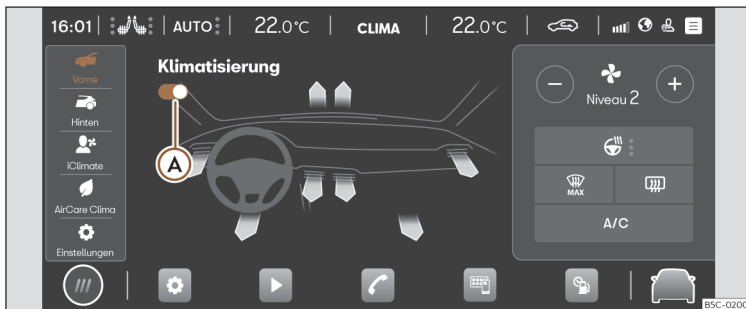 16:01 AUTO 22.0°C CLIMA 22.0°C
Klimatisierung
Vorne
Hinten
iClimate
AirCare Clima
Einstellungen
A
Niveau 2
MAX
A/C
B5C-0200